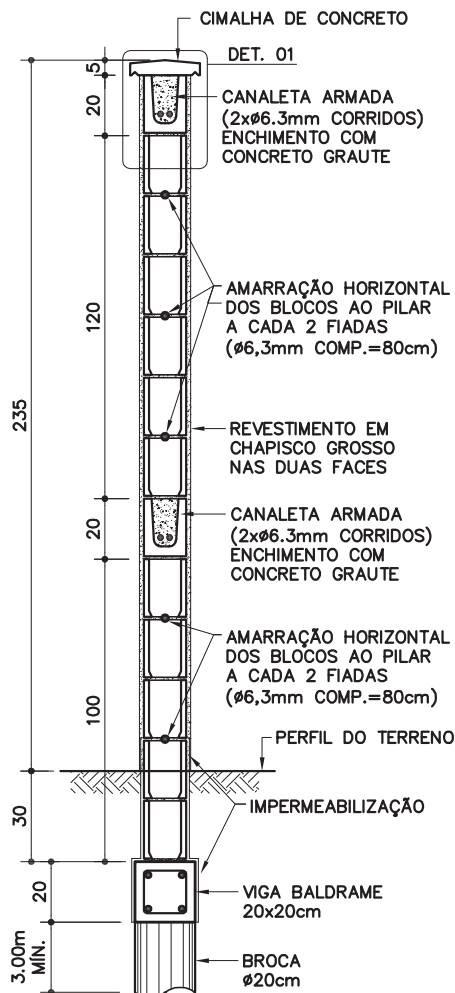 CIMALHA DE CONCRETO
DET. 01
5
20
CANALETA ARMADA
(2xø6.3mm CORRIDOS)
ENCHIMENTO COM
CONCRETO GRAUTE
120
AMARRAÇÃO HORIZONTAL
DOS BLOCOS AO PILAR
A CADA 2 FIADAS
(ø6,3mm COMP.=80cm)
235
REVESTIMENTO EM
CHAPISCO GROSSO
NAS DUAS FACES
20
CANALETA ARMADA
(2xø6.3mm CORRIDOS)
ENCHIMENTO COM
CONCRETO GRAUTE
100
AMARRAÇÃO HORIZONTAL
DOS BLOCOS AO PILAR
A CADA 2 FIADAS
(ø6,3mm COMP.=80cm)
PERFIL DO TERRENO
30
IMPERMEABILIZAÇÃO
20
VIGA BALDRAME
20x20cm
3.00m
MÍN.
BROCA
ø20cm